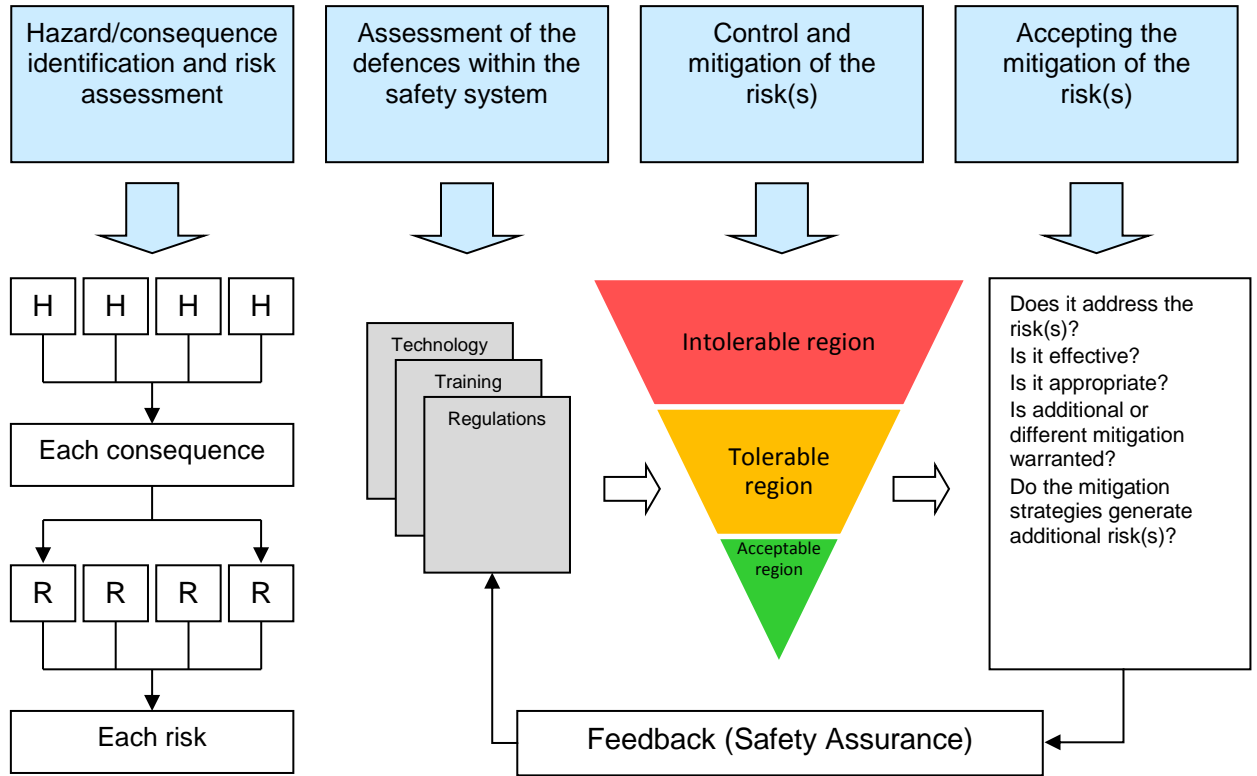 Hazard/consequence
identification and risk
assessment
Assessment of the
defences within the
safety system
Control and
mitigation of the
risk(s)
Accepting the
mitigation of the
risk(s)
H
H
H
H
Each consequence
R
R
R
R
Each risk
Technology
Training
Regulations
Intolerable region
Tolerable
region
Acceptable
region
Does it address the
risk(s)?
Is it effective?
Is it appropriate?
Is additional or
different mitigation
warranted?
Do the mitigation
strategies generate
additional risk(s)?
Feedback (Safety Assurance)